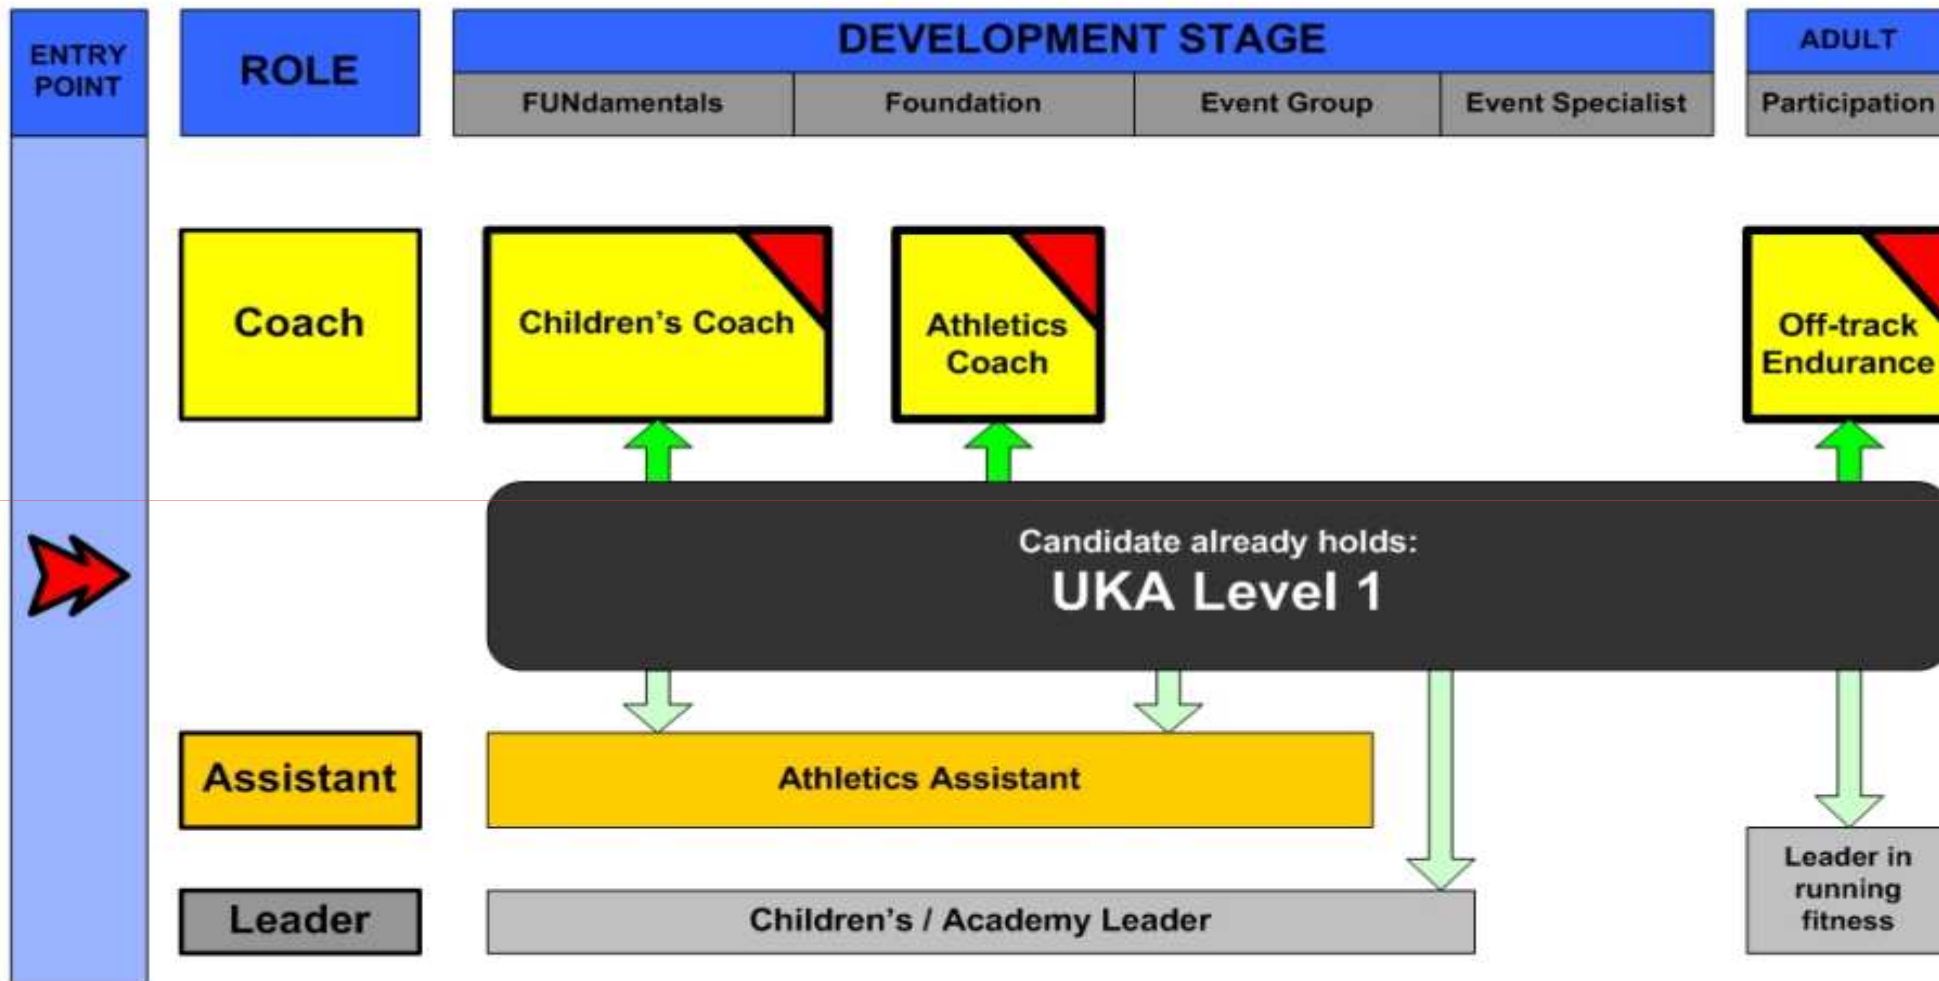 ENTRY
POINT
ROLE
DEVELOPMENT STAGE
ADULT
FUNdamentals
Foundation
Event Group
Event Specialist
Participation
Coach
Children's Coach
Athletics
Coach
Off-track
Endurance
Candidate already holds:
UKA Level 1
Assistant
Athletics Assistant
Leader
Children's / Academy Leader
Leader in
running
fitness